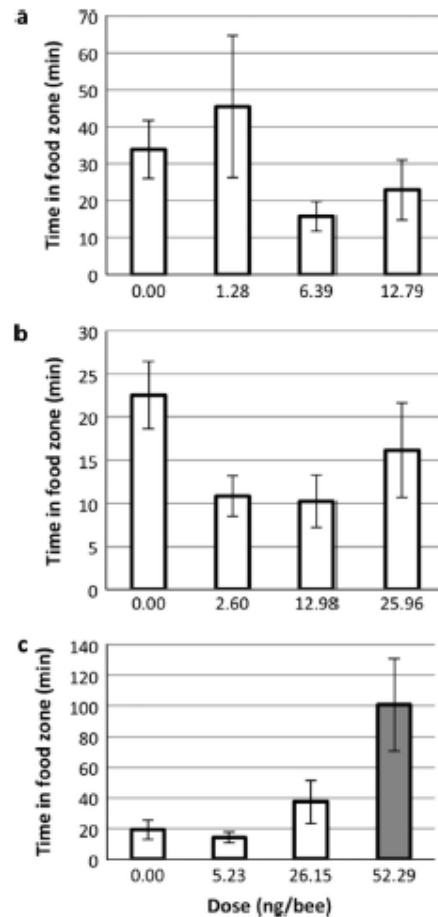 a
Time in food zone (min)
70
60
50
40
30
20
10
0
0.00 1.28 6.39 12.79
b
Time in food zone (min)
30
25
20
15
10
5
0
0.00 2.60 12.98 25.96
c
Time in food zone (min)
140
120
100
80
60
40
20
0
0.00 5.23 26.15 52.29
Dose (ng/bee)